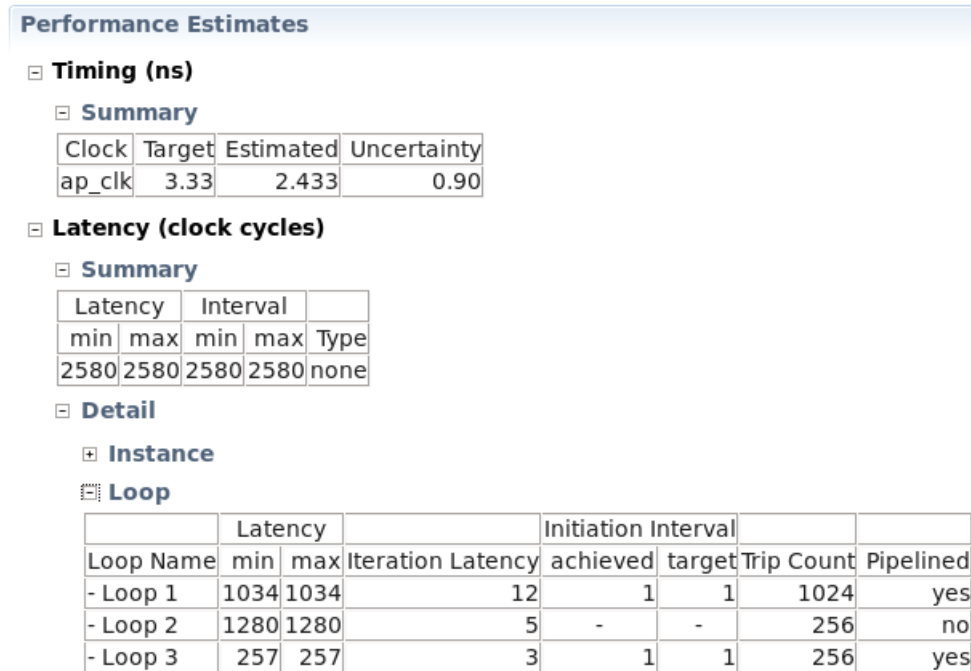 Performance Estimates
Timing (ns)
Summary
Clock Target Estimated Uncertainty
ap_clk 3.33 2.433 0.90
Latency (clock cycles)
Summary
Latency Interval
min max min max Type
2580 2580 2580 2580 none
Detail
Instance
Loop
Latency Initiation Interval
Loop Name min max Iteration Latency achieved target Trip Count Pipelined
- Loop 1 1034 1034 12 1 1 1024 yes
- Loop 2 1280 1280 5 - - 256 no
- Loop 3 257 257 3 1 1 256 yes